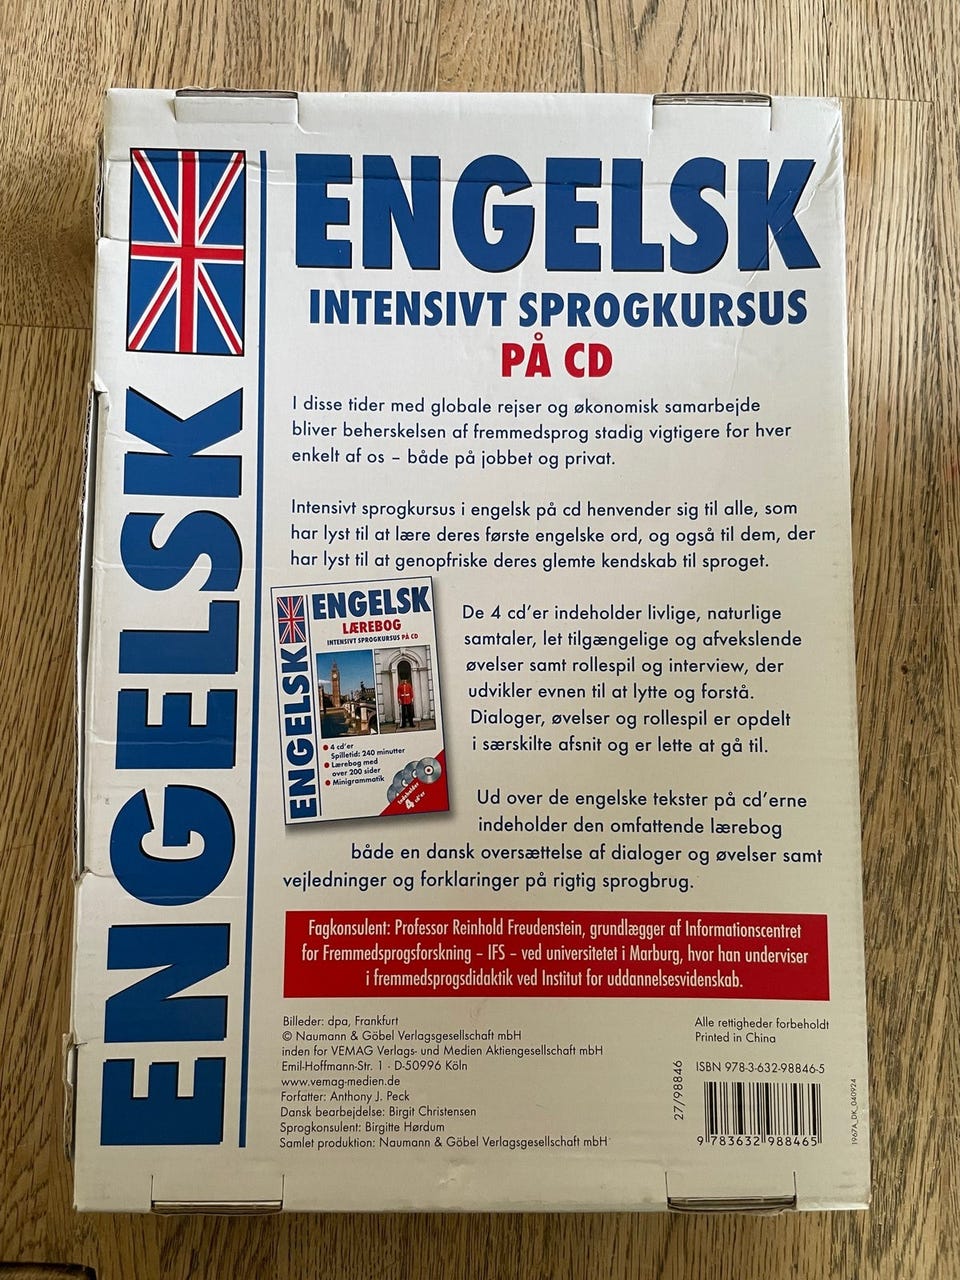 ENGELSK
ENGELSK
INTENSIVT SPROGKURSUS
PÅ CD
I disse tider med globale rejser og økonomisk samarbejde
bliver beherskelsen af fremmedsprog stadig vigtigere for hver
enkelt af os – både på jobbet og privat.
Intensivt sprogkursus i engelsk på cd henvender sig til alle, som
har lyst til at lære deres første engelske ord, og også til dem, der
har lyst til at genopfriske deres glemte kendskab til sproget.
ENGELSK
ENGELSK
LÆREBOG
INTENSIVT SPROGKURSUS PÅ CD
4 cd'er
Spilletid: 240 minutter
Lærebog med
over 200 sider
Minigrammatik
Indeholder
4 cd'er
De 4 cd'er indeholder livlige, naturlige
samtaler, let tilgængelige og afvekslende
øvelser samt rollespil og interview, der
udvikler evnen til at lytte og forstå.
Dialoger, øvelser og rollespil er opdelt
i særskilte afsnit og er lette at gå til.
Ud over de engelske tekster på cd'erne
indeholder den omfattende lærebog
både en dansk oversættelse af dialoger og øvelser samt
vejledninger og forklaringer på rigtig sprogbrug.
Fagkonsulent: Professor Reinhold Freudenstein, grundlægger af Informationscentret
for Fremmedsprogsforskning – IFS – ved universitetet i Marburg, hvor han underviser
i fremmedsprogsdidaktik ved Institut for uddannelsesvidenskab.
Billeder: dpa, Frankfurt
© Naumann & Göbel Verlagsgesellschaft mbH
inden for VEMAG Verlags- und Medien Aktiengesellschaft mbH
Emil-Hoffmann-Str. 1 · D-50996 Köln
www.vemag-medien.de
Forfatter: Anthony J. Peck
Dansk bearbejdelse: Birgit Christensen
Sprogkonsulent: Birgitte Hørdum
Samlet produktion: Naumann & Göbel Verlagsgesellschaft mbH
Alle rettigheder forbeholdt
Printed in China
ISBN 978-3-632-98846-5
27/98846
9 783632 988465
1967A_DK_040924